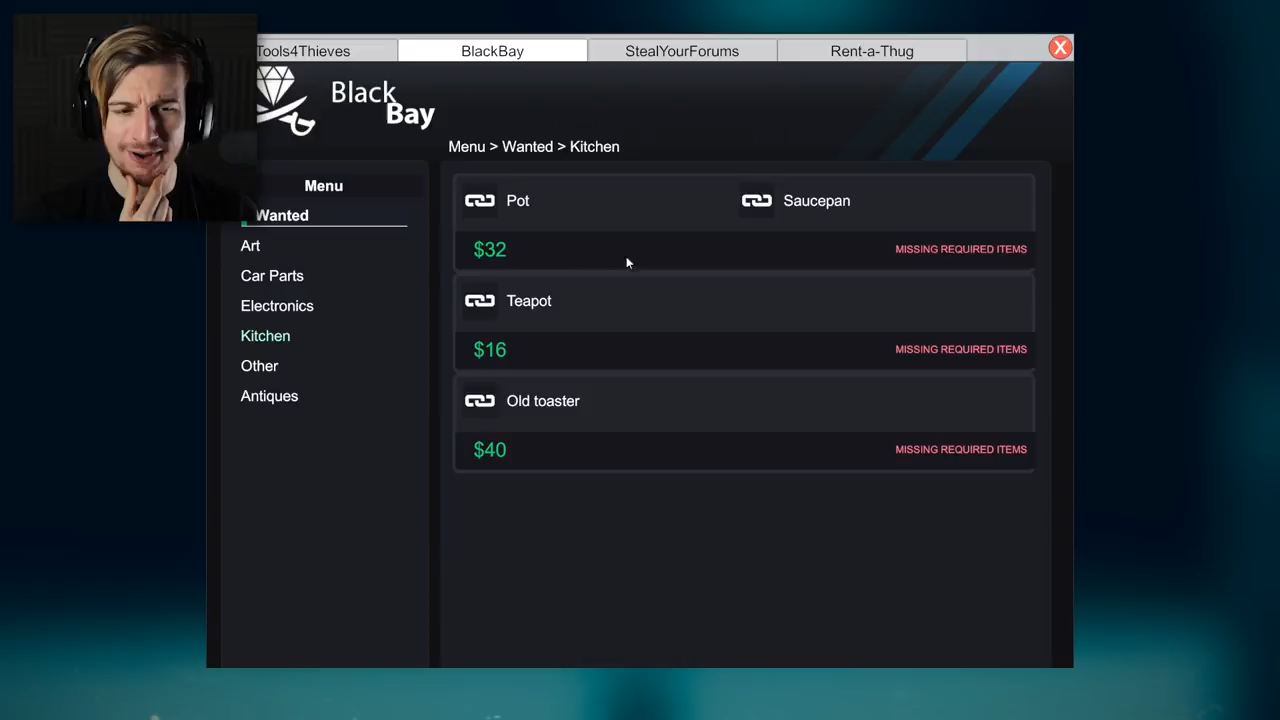 Tools4Thieves
BlackBay
StealYourForums
Rent-a-Thug
X
Black
Bay
Menu > Wanted > Kitchen
Menu
Wanted
Art
Car Parts
Electronics
Kitchen
Other
Antiques
Pot
Saucepan
$32
MISSING REQUIRED ITEMS
Teapot
$16
MISSING REQUIRED ITEMS
Old toaster
$40
MISSING REQUIRED ITEMS